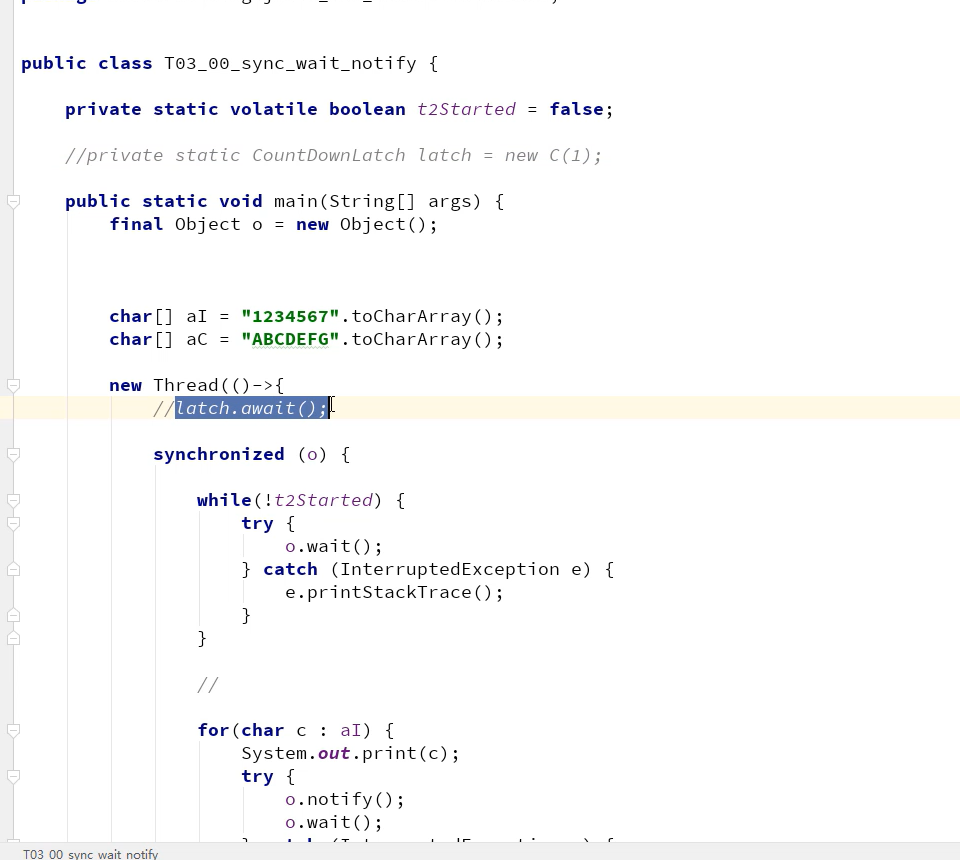 public class T03_00_sync_wait_notify {
private static volatile boolean t2Started = false;
//private static CountDownLatch latch = new C(1);
public static void main(String[] args) {
final Object o = new Object();
char[] aI = "1234567".toCharArray();
char[] aC = "ABCDEFG".toCharArray();
new Thread(()->{
//latch.await();
synchronized (o) {
while(!t2Started) {
try {
o.wait();
} catch (InterruptedException e) {
e.printStackTrace();
}
}
//
for(char c : aI) {
System.out.print(c);
try {
o.notify();
o.wait();
T03_00_sync_wait_notify